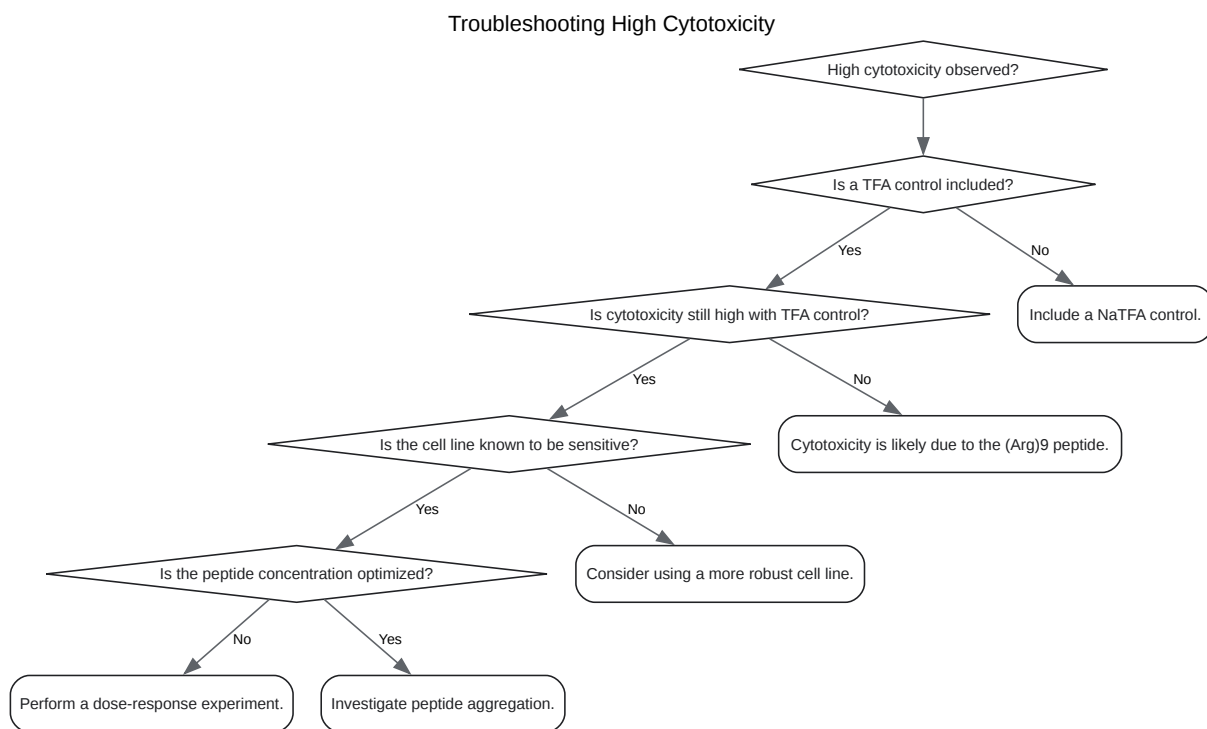 Troubleshooting High Cytotoxicity
High cytotoxicity observed?
Is a TFA control included?
Yes
No
Is cytotoxicity still high with TFA control?
Include a NaTFA control.
Yes
No
Is the cell line known to be sensitive?
Cytotoxicity is likely due to the (Arg)9 peptide.
Yes
No
Is the peptide concentration optimized?
Consider using a more robust cell line.
No
Yes
Perform a dose-response experiment.
Investigate peptide aggregation.